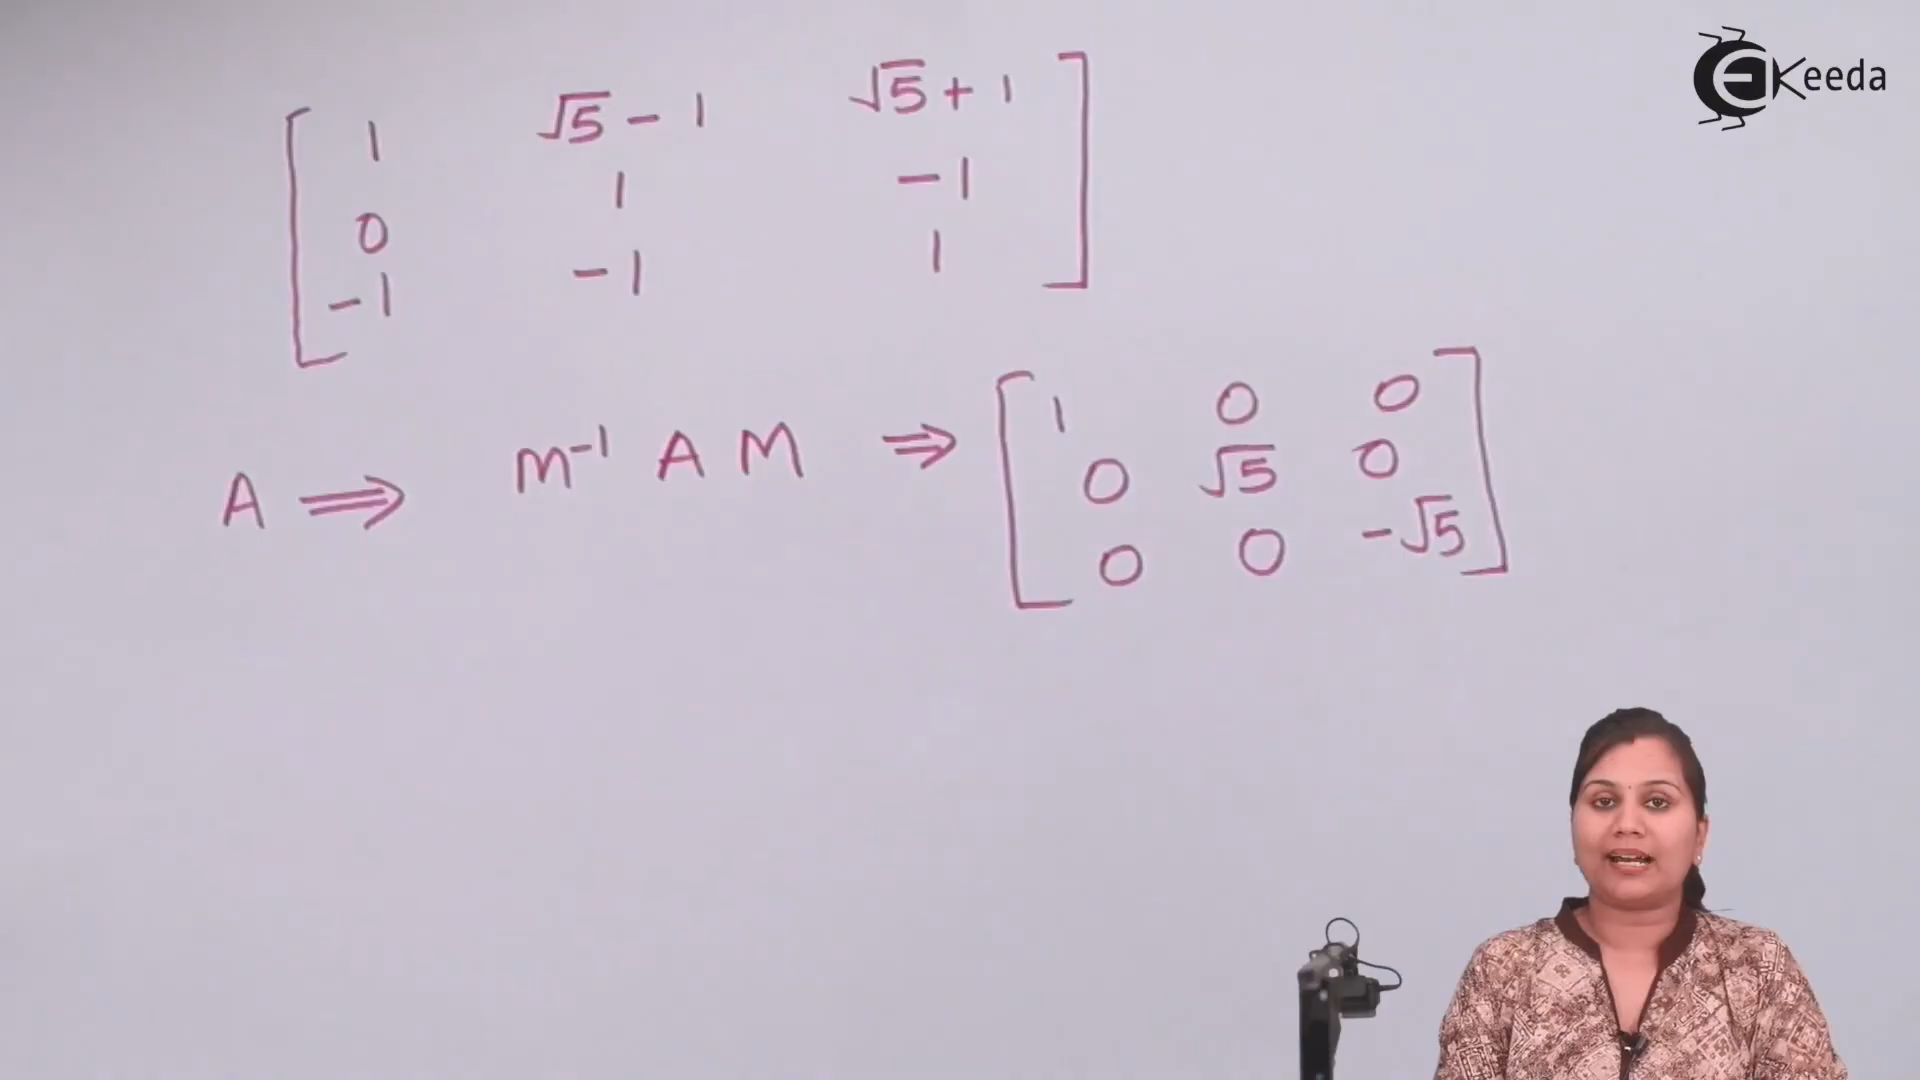 Keeda
1 √5 - 1 √5 + 1
0 1 -1
-1 -1 1
A ⇒ m⁻¹ A M ⇒
1 0 0
0 √5 0
0 0 -√5